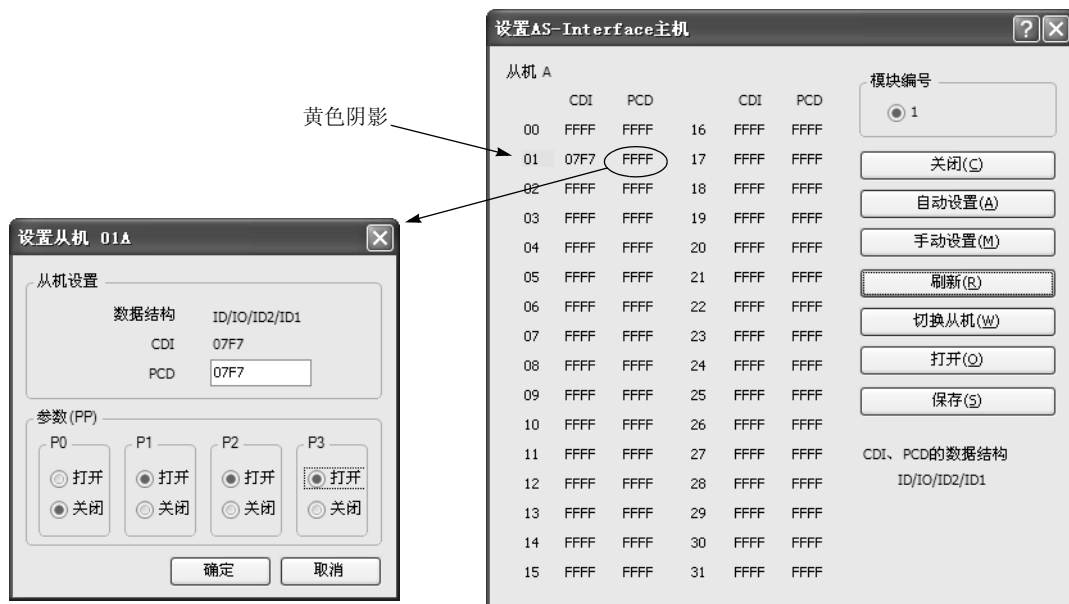 黄色阴影
设置AS-Interface主机
从机 A
CDI PCD CDI PCD
00 FFFF FFFF 16 FFFF FFFF
01 07F7 FFFF 17 FFFF FFFF
02 FFFF FFFF 18 FFFF FFFF
03 FFFF FFFF 19 FFFF FFFF
04 FFFF FFFF 20 FFFF FFFF
05 FFFF FFFF 21 FFFF FFFF
06 FFFF FFFF 22 FFFF FFFF
07 FFFF FFFF 23 FFFF FFFF
08 FFFF FFFF 24 FFFF FFFF
09 FFFF FFFF 25 FFFF FFFF
10 FFFF FFFF 26 FFFF FFFF
11 FFFF FFFF 27 FFFF FFFF
12 FFFF FFFF 28 FFFF FFFF
13 FFFF FFFF 29 FFFF FFFF
14 FFFF FFFF 30 FFFF FFFF
15 FFFF FFFF 31 FFFF FFFF
模块编号
1
关闭(C)
自动设置(A)
手动设置(M)
刷新(R)
切换从机(W)
打开(O)
保存(S)
CDI、PCD的数据结构
ID/IO/ID2/ID1
设置从机 01A
从机设置
数据结构 ID/IO/ID2/ID1
CDI 07F7
PCD 07F7
参数(PP)
P0 P1 P2 P3
打开 打开 打开 打开
关闭 关闭 关闭 关闭
确定 取消